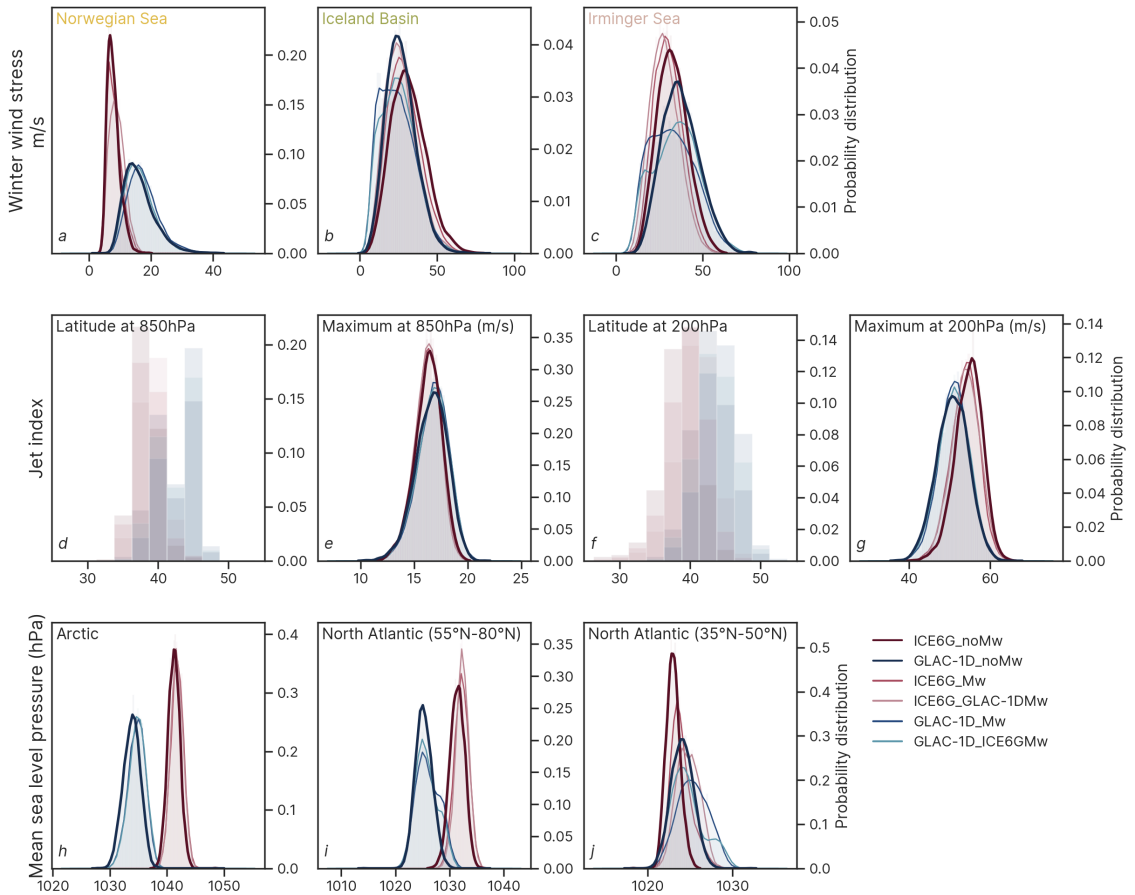 Norwegian Sea
Iceland Basin
Irminger Sea
Winter wind stress
m/s
a
b
c
0.00
0.05
0.10
0.15
0.20
0.00
0.01
0.02
0.03
0.04
0.00
0.01
0.02
0.03
0.04
0.05
Probability distribution
0 20 40
0 50 100
0 50 100
Latitude at 850hPa
Maximum at 850hPa (m/s)
Latitude at 200hPa
Maximum at 200hPa (m/s)
Jet index
d
e
f
g
0.00
0.05
0.10
0.15
0.20
0.00
0.05
0.10
0.15
0.20
0.25
0.30
0.35
0.00
0.02
0.04
0.06
0.08
0.10
0.12
0.14
0.00
0.02
0.04
0.06
0.08
0.10
0.12
0.14
Probability distribution
30 40 50
10 15 20 25
30 40 50
40 60
Arctic
North Atlantic (55°N-80°N)
North Atlantic (35°N-50°N)
Mean sea level pressure (hPa)
h
i
j
0.0
0.1
0.2
0.3
0.4
0.00
0.05
0.10
0.15
0.20
0.25
0.30
0.35
0.0
0.1
0.2
0.3
0.4
0.5
Probability distribution
1020 1030 1040 1050
1010 1020 1030 1040
1020 1030
ICE6G_noMw
GLAC-1D_noMw
ICE6G_Mw
ICE6G_GLAC-1DMw
GLAC-1D_Mw
GLAC-1D_ICE6GMw